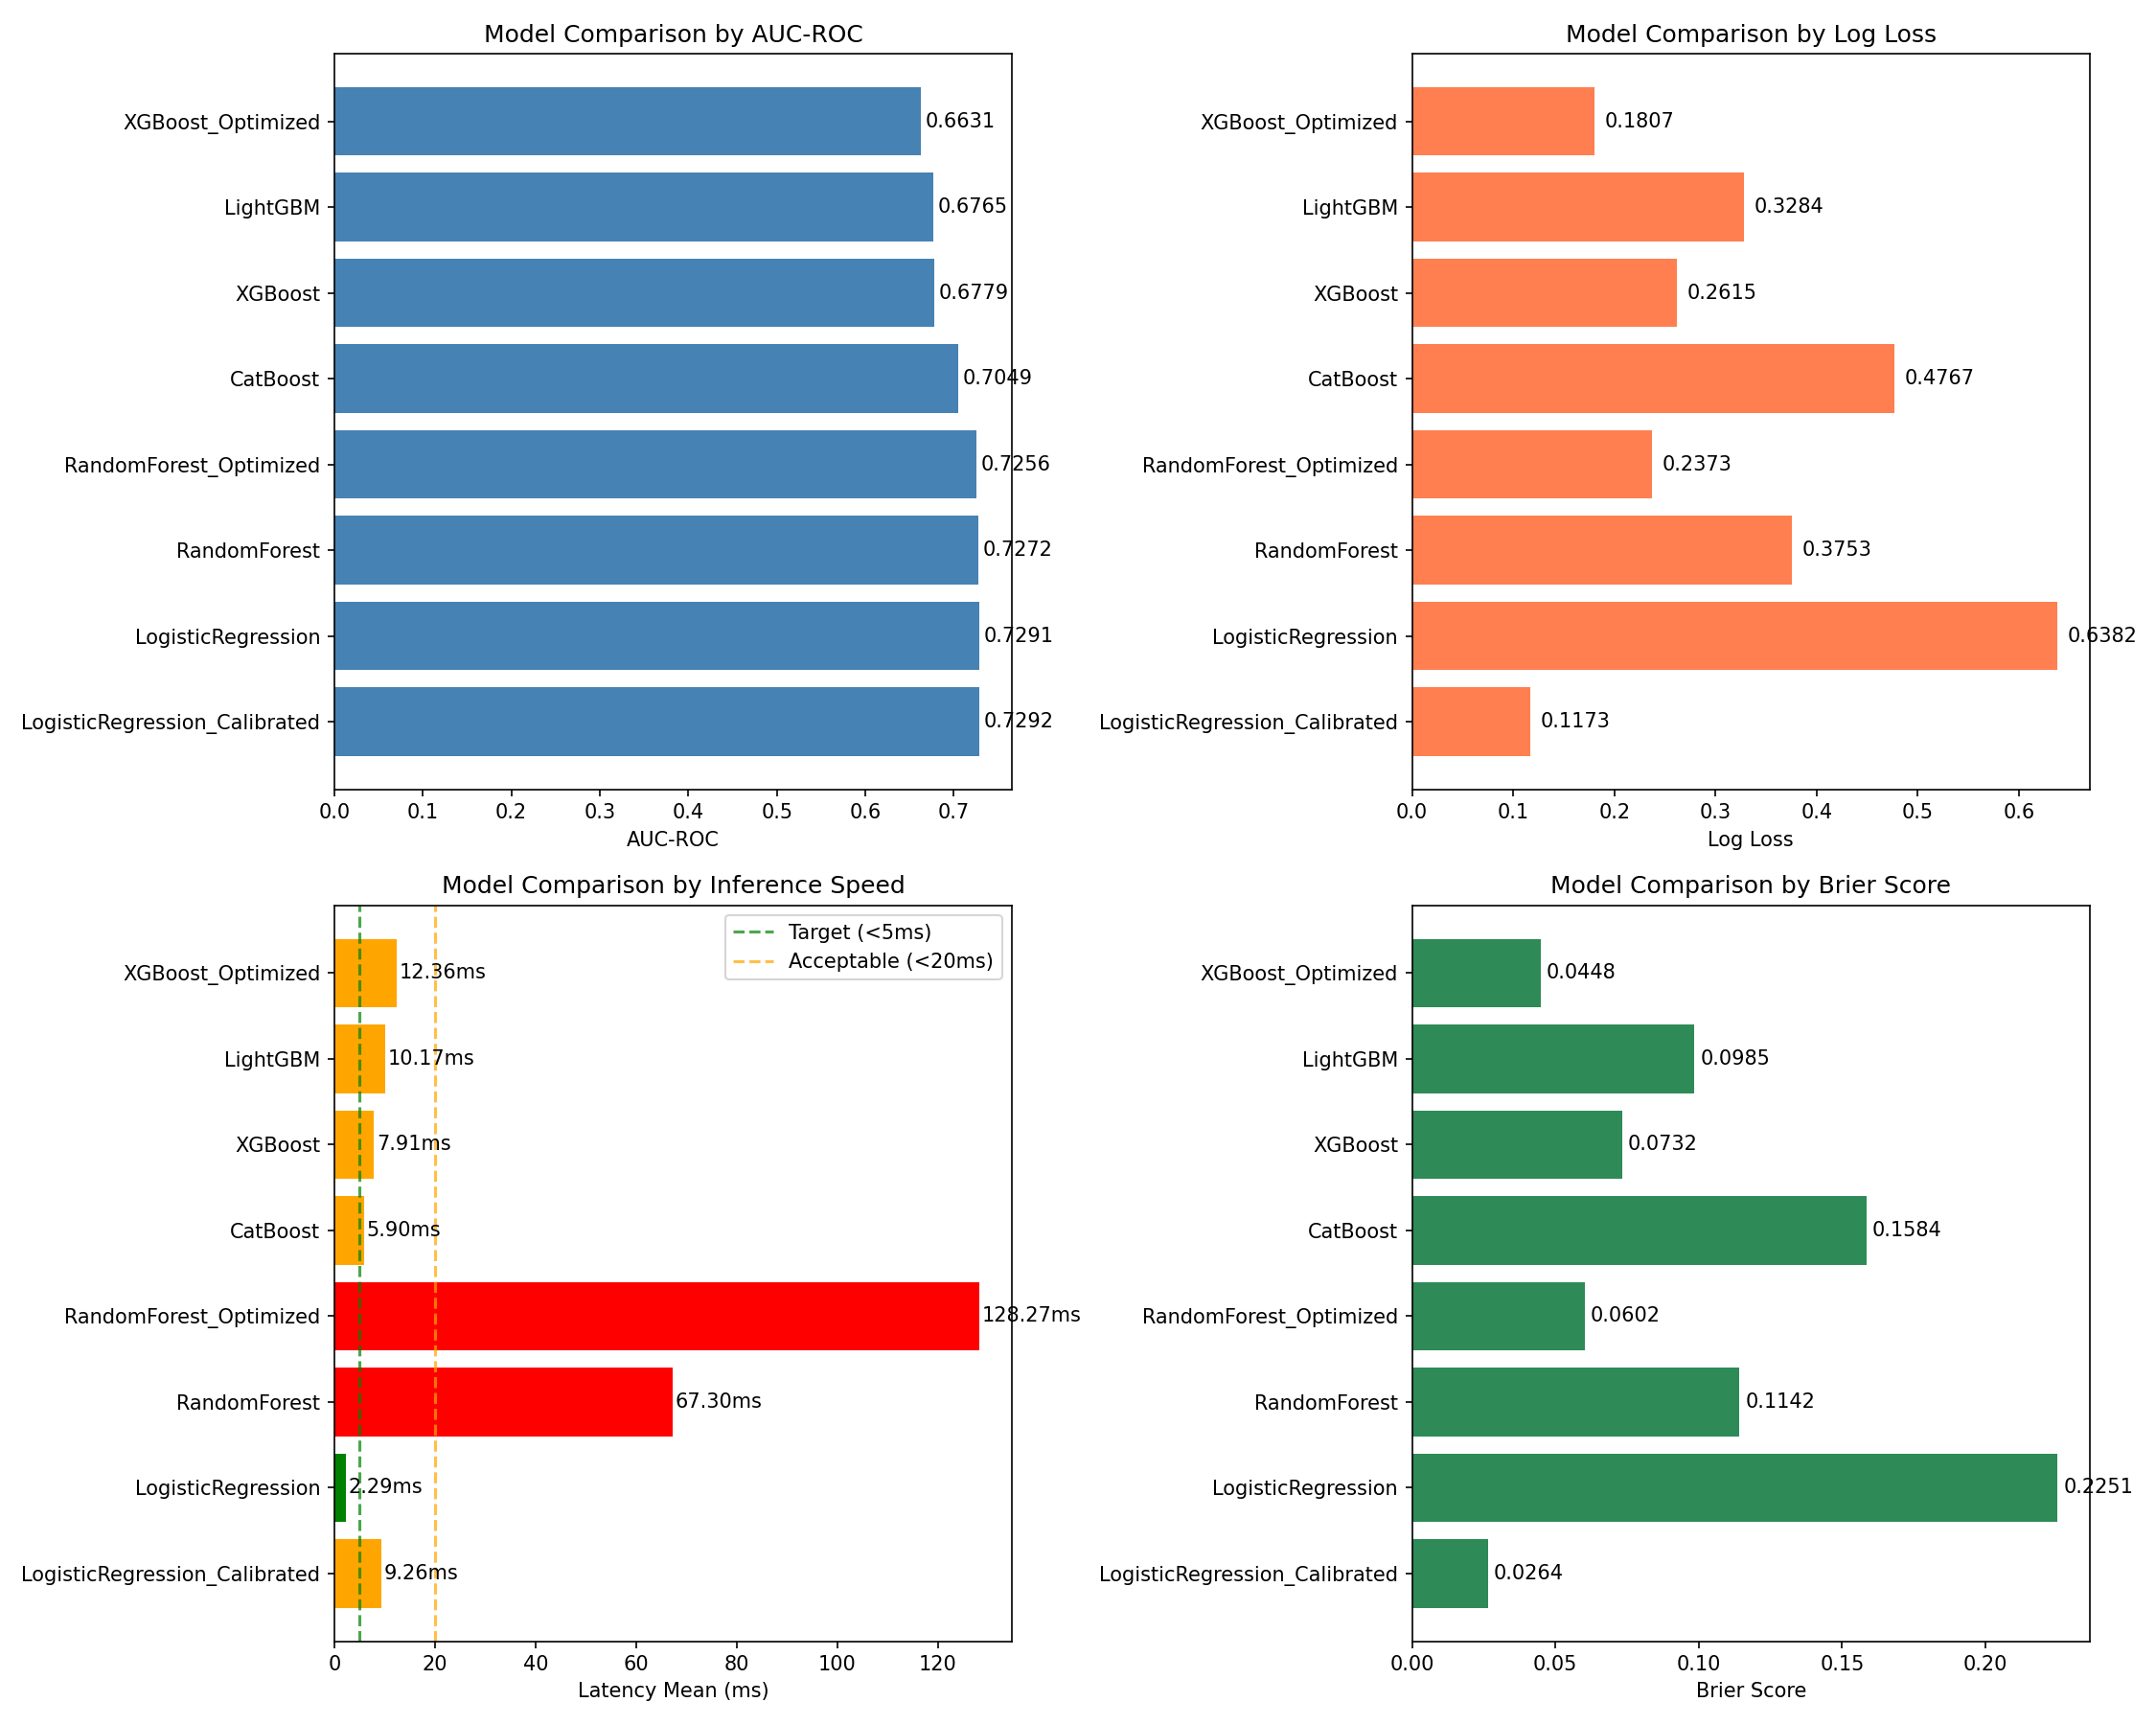 Model Comparison by AUC-ROC
XGBoost_Optimized
0.6631
LightGBM
0.6765
XGBoost
0.6779
CatBoost
0.7049
RandomForest_Optimized
0.7256
RandomForest
0.7272
LogisticRegression
0.7291
LogisticRegression_Calibrated
0.7292
0.0 0.1 0.2 0.3 0.4 0.5 0.6 0.7
AUC-ROC
Model Comparison by Log Loss
XGBoost_Optimized
0.1807
LightGBM
0.3284
XGBoost
0.2615
CatBoost
0.4767
RandomForest_Optimized
0.2373
RandomForest
0.3753
LogisticRegression
0.6382
LogisticRegression_Calibrated
0.1173
0.0 0.1 0.2 0.3 0.4 0.5 0.6
Log Loss
Model Comparison by Inference Speed
Target (<5ms)
Acceptable (<20ms)
XGBoost_Optimized
12.36ms
LightGBM
10.17ms
XGBoost
7.91ms
CatBoost
5.90ms
RandomForest_Optimized
128.27ms
RandomForest
67.30ms
LogisticRegression
2.29ms
LogisticRegression_Calibrated
9.26ms
0 20 40 60 80 100 120
Latency Mean (ms)
Model Comparison by Brier Score
XGBoost_Optimized
0.0448
LightGBM
0.0985
XGBoost
0.0732
CatBoost
0.1584
RandomForest_Optimized
0.0602
RandomForest
0.1142
LogisticRegression
0.2251
LogisticRegression_Calibrated
0.0264
0.00 0.05 0.10 0.15 0.20
Brier Score